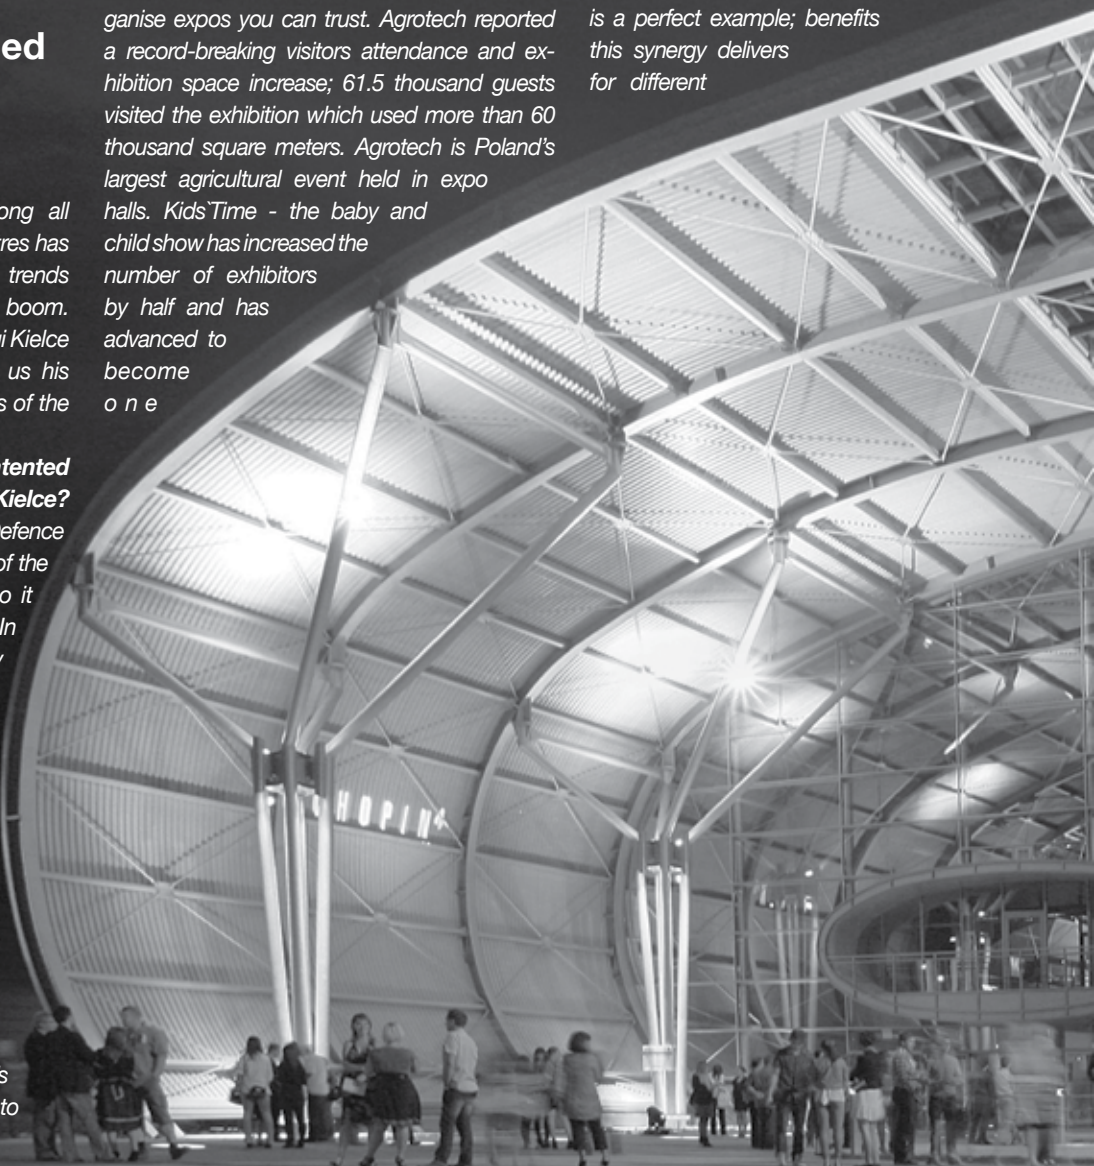 ed
ong all
res has
trends
boom.
i Kielce
us his
s of the
tented
Kielce?
efence
of the
o it
In
s
to
ganise expos you can trust. Agrotech reported
a record-breaking visitors attendance and ex-
hibition space increase; 61.5 thousand guests
visited the exhibition which used more than 60
thousand square meters. Agrotech is Poland's
largest agricultural event held in expo
halls. Kids`Time - the baby and
child show has increased the
number of exhibitors
by half and has
advanced to
become
one
is a perfect example; benefits
this synergy delivers
for different
CHOPIN